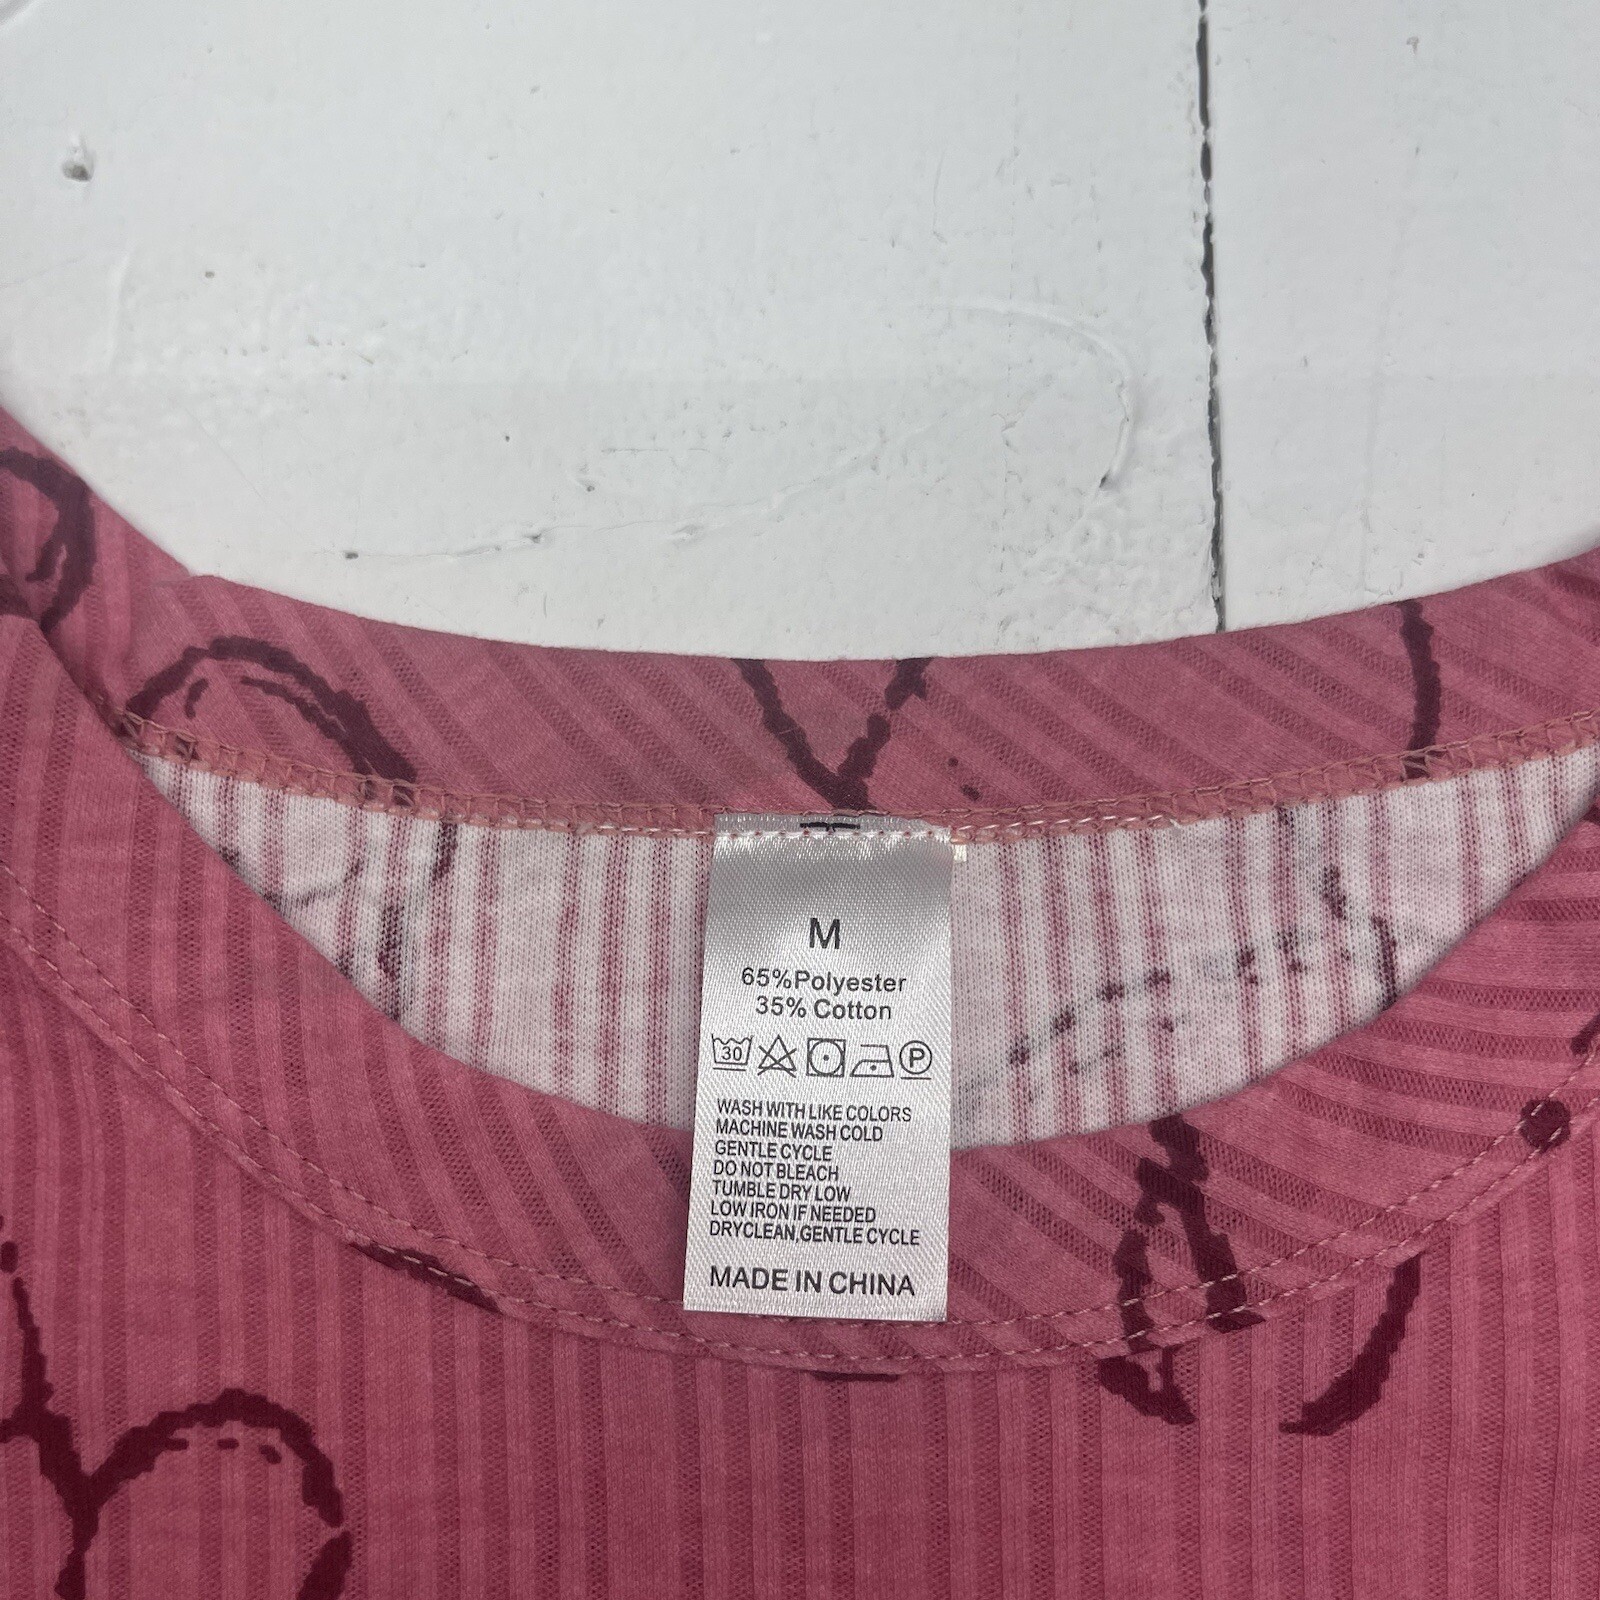 M
65%Polyester
35% Cotton
30 P
WASH WITH LIKE COLORS
MACHINE WASH COLD
GENTLE CYCLE
DO NOT BLEACH
TUMBLE DRY LOW
LOW IRON IF NEEDED
DRYCLEAN,GENTLE CYCLE
MADE IN CHINA